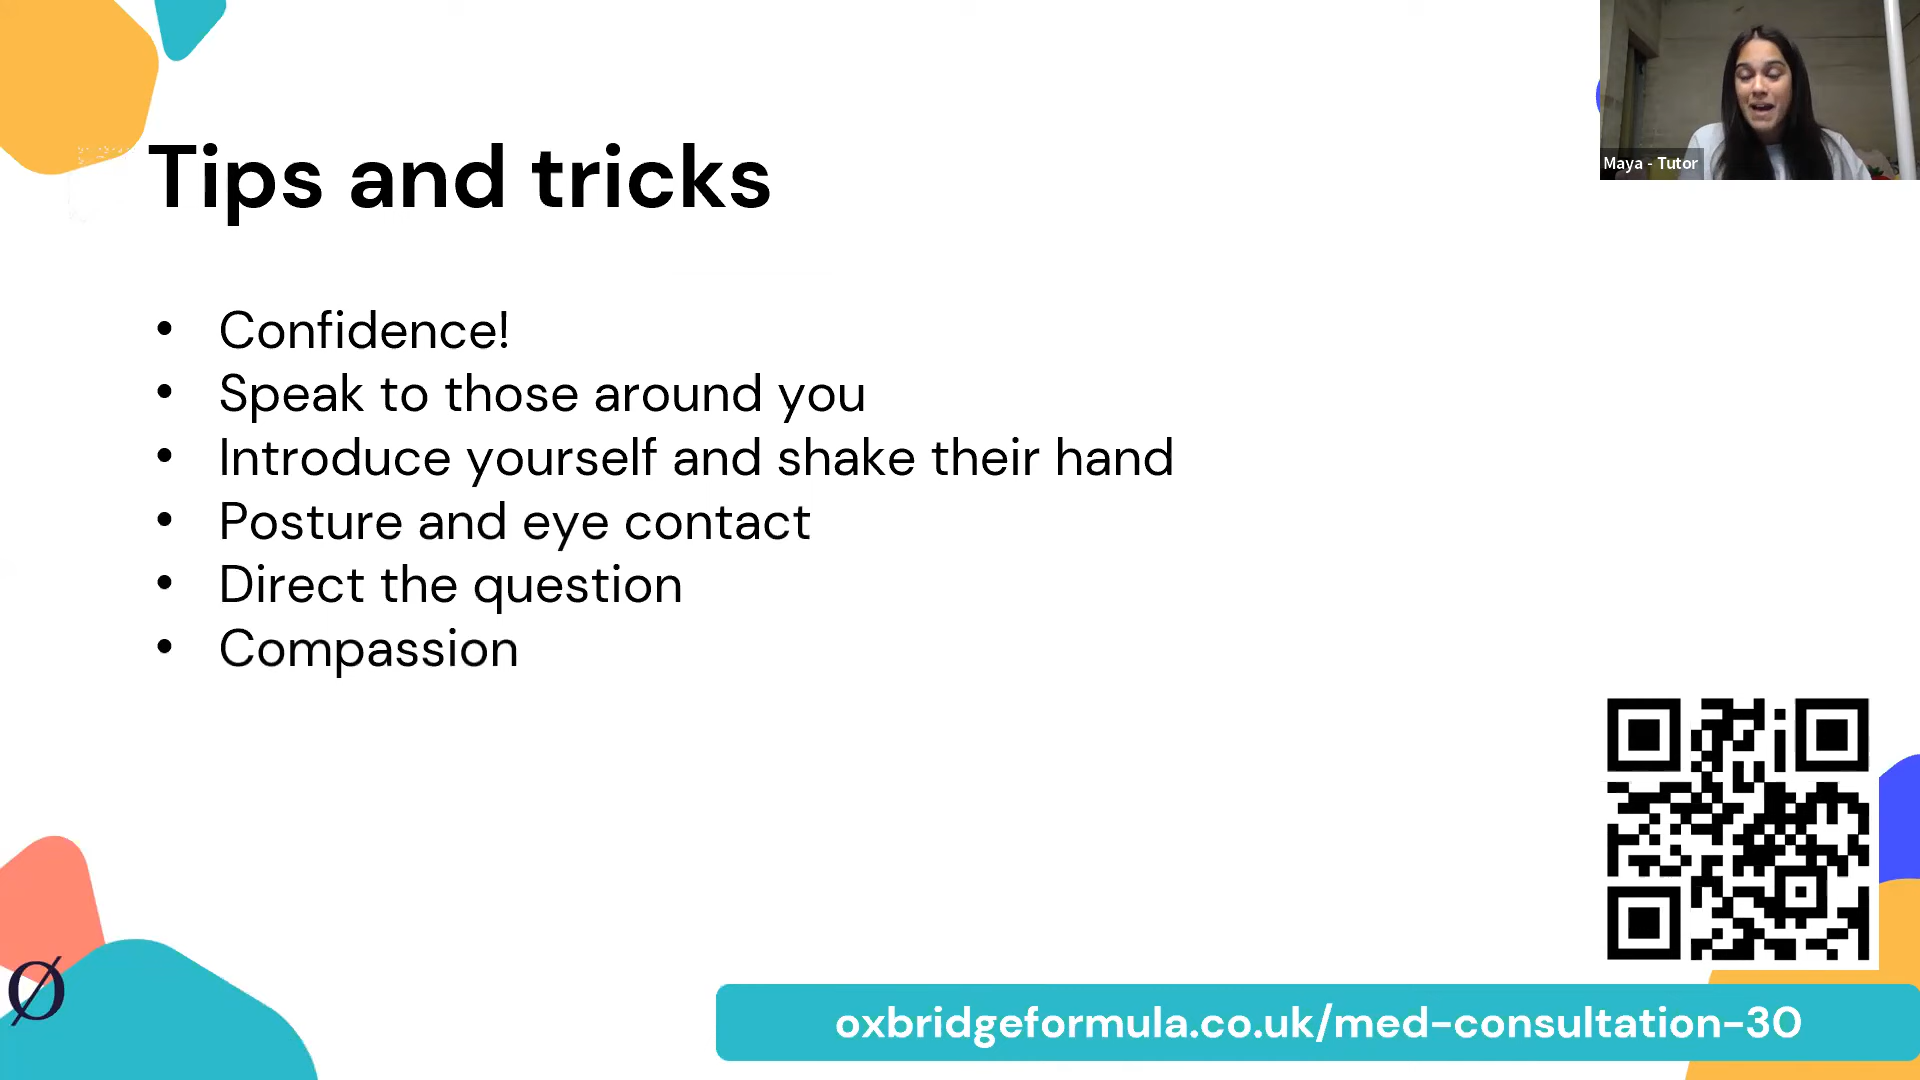 Maya - Tutor
Tips and tricks
• Confidence!
• Speak to those around you
• Introduce yourself and shake their hand
• Posture and eye contact
• Direct the question
• Compassion
Ø
oxbridgeformula.co.uk/med-consultation-30